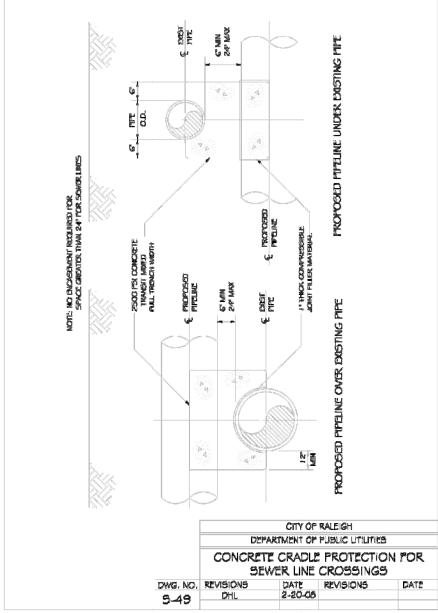 NOTE: NO ENCASEMENT REQUIRED FOR
SPACE GREATER THAN 24" FOR SEWER LINES
2500 PSI CONCRETE
TRANSIT MIXED
FULL TRENCH WIDTH
℄ PROPOSED
PIPELINE
6" MIN
24" MAX
℄ EXIST
PIPE
12"
MIN
PROPOSED PIPELINE OVER EXISTING PIPE
6"
PIPE
O.D.
6"
℄ EXIST
PIPE
6" MIN
24" MAX
℄ PROPOSED
PIPELINE
1" THICK COMPRESSIBLE
JOINT FILLER MATERIAL
PROPOSED PIPELINE UNDER EXISTING PIPE
CITY OF RALEIGH
DEPARTMENT OF PUBLIC UTILITIES
CONCRETE CRADLE PROTECTION FOR
SEWER LINE CROSSINGS
DWG. NO. REVISIONS DATE REVISIONS DATE
S-49 DHL 2-20-05